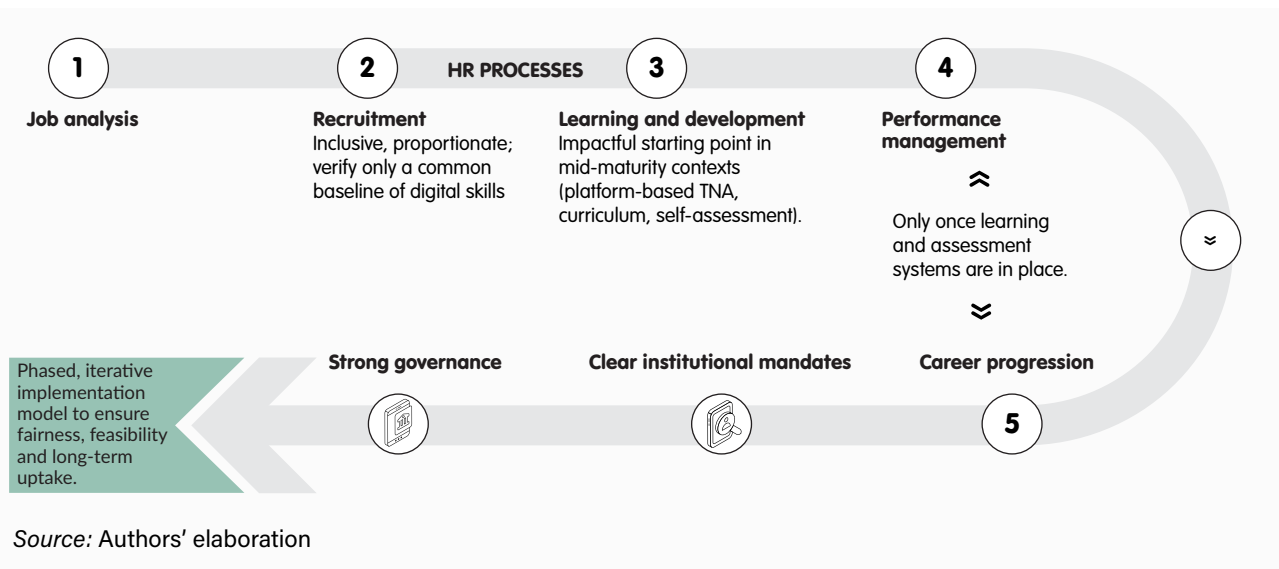 1
2
HR PROCESSES
3
4
Job analysis
Recruitment
Inclusive, proportionate;
verify only a common
baseline of digital skills
Learning and development
Impactful starting point in
mid-maturity contexts
(platform-based TNA,
curriculum, self-assessment).
Performance
management
Only once learning
and assessment
systems are in place.
Career progression
5
Clear institutional mandates
Strong governance
Phased, iterative
implementation
model to ensure
fairness, feasibility
and long-term
uptake.
Source: Authors' elaboration